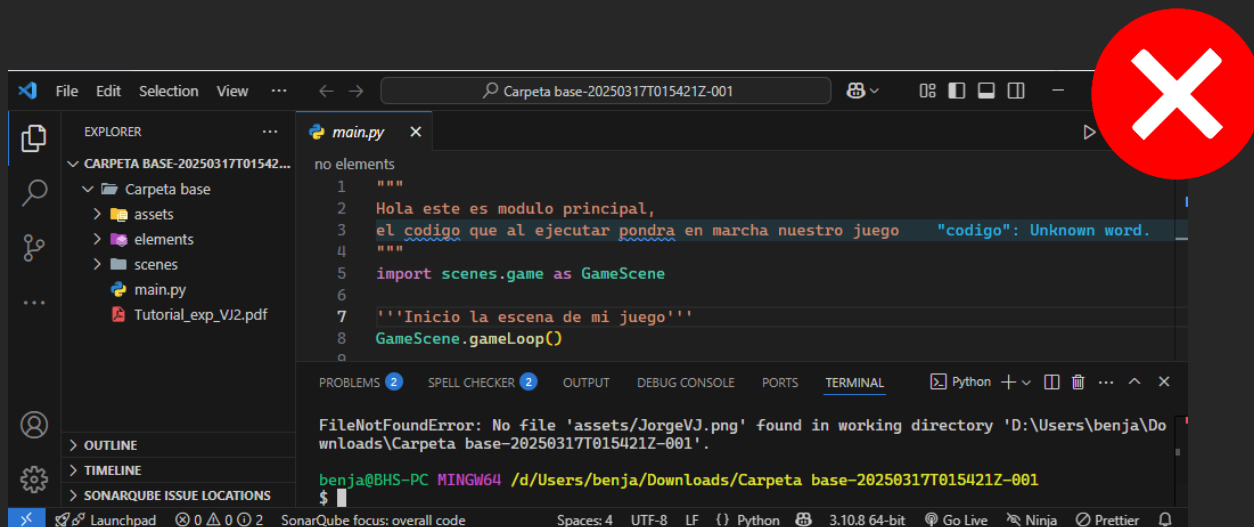 File Edit Selection View ··· Carpeta base-20250317T015421Z-001
EXPLORER ···
CARPETA BASE-20250317T01542...
Carpeta base
assets
elements
scenes
main.py
Tutorial_exp_VJ2.pdf
OUTLINE
TIMELINE
SONARQUBE ISSUE LOCATIONS
main.py
no elements
1 """
2 Hola este es modulo principal,
3 el codigo que al ejecutar pondra en marcha nuestro juego "codigo": Unknown word.
4 """
5 import scenes.game as GameScene
6
7 '''Inicio la escena de mi juego'''
8 GameScene.gameLoop()
9
PROBLEMS 2 SPELL CHECKER 2 OUTPUT DEBUG CONSOLE PORTS TERMINAL Python ···
FileNotFoundError: No file 'assets/JorgeVJ.png' found in working directory 'D:\Users\benja\Do
wnloads\Carpeta base-20250317T015421Z-001'.
benja@BHS-PC MINGW64 /d/Users/benja/Downloads/Carpeta base-20250317T015421Z-001
$
Launchpad 0 0 2 SonarQube focus: overall code Spaces: 4 UTF-8 LF {} Python 3.10.8 64-bit Go Live Ninja Prettier